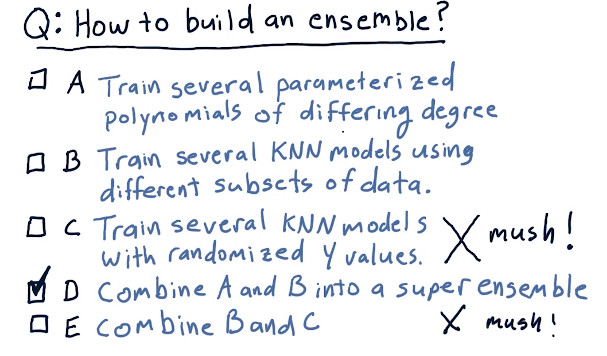 Q: How to build an ensemble?
A Train several parameterized
polynomials of differing degree
B Train several KNN models using
different subsets of data.
C Train several KNN models
with randomized Y values. X mush!
D Combine A and B into a super ensemble
E Combine B and C X mush!